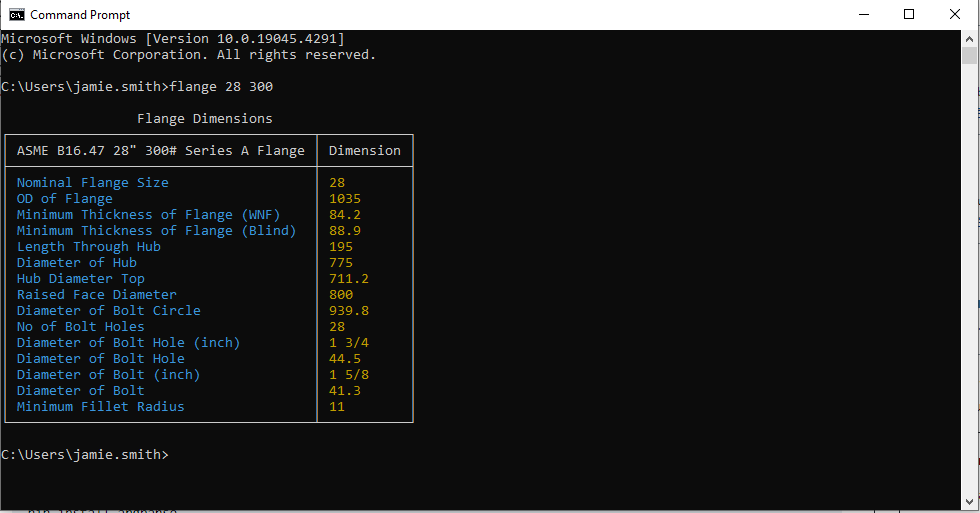 Command Prompt
Microsoft Windows [Version 10.0.19045.4291]
(c) Microsoft Corporation. All rights reserved.
C:\Users\jamie.smith>flange 28 300
Flange Dimensions
ASME B16.47 28" 300# Series A Flange Dimension
Nominal Flange Size 28
OD of Flange 1035
Minimum Thickness of Flange (WNF) 84.2
Minimum Thickness of Flange (Blind) 88.9
Length Through Hub 195
Diameter of Hub 775
Hub Diameter Top 711.2
Raised Face Diameter 800
Diameter of Bolt Circle 939.8
No of Bolt Holes 28
Diameter of Bolt Hole (inch) 1 3/4
Diameter of Bolt Hole 44.5
Diameter of Bolt (inch) 1 5/8
Diameter of Bolt 41.3
Minimum Fillet Radius 11
C:\Users\jamie.smith>